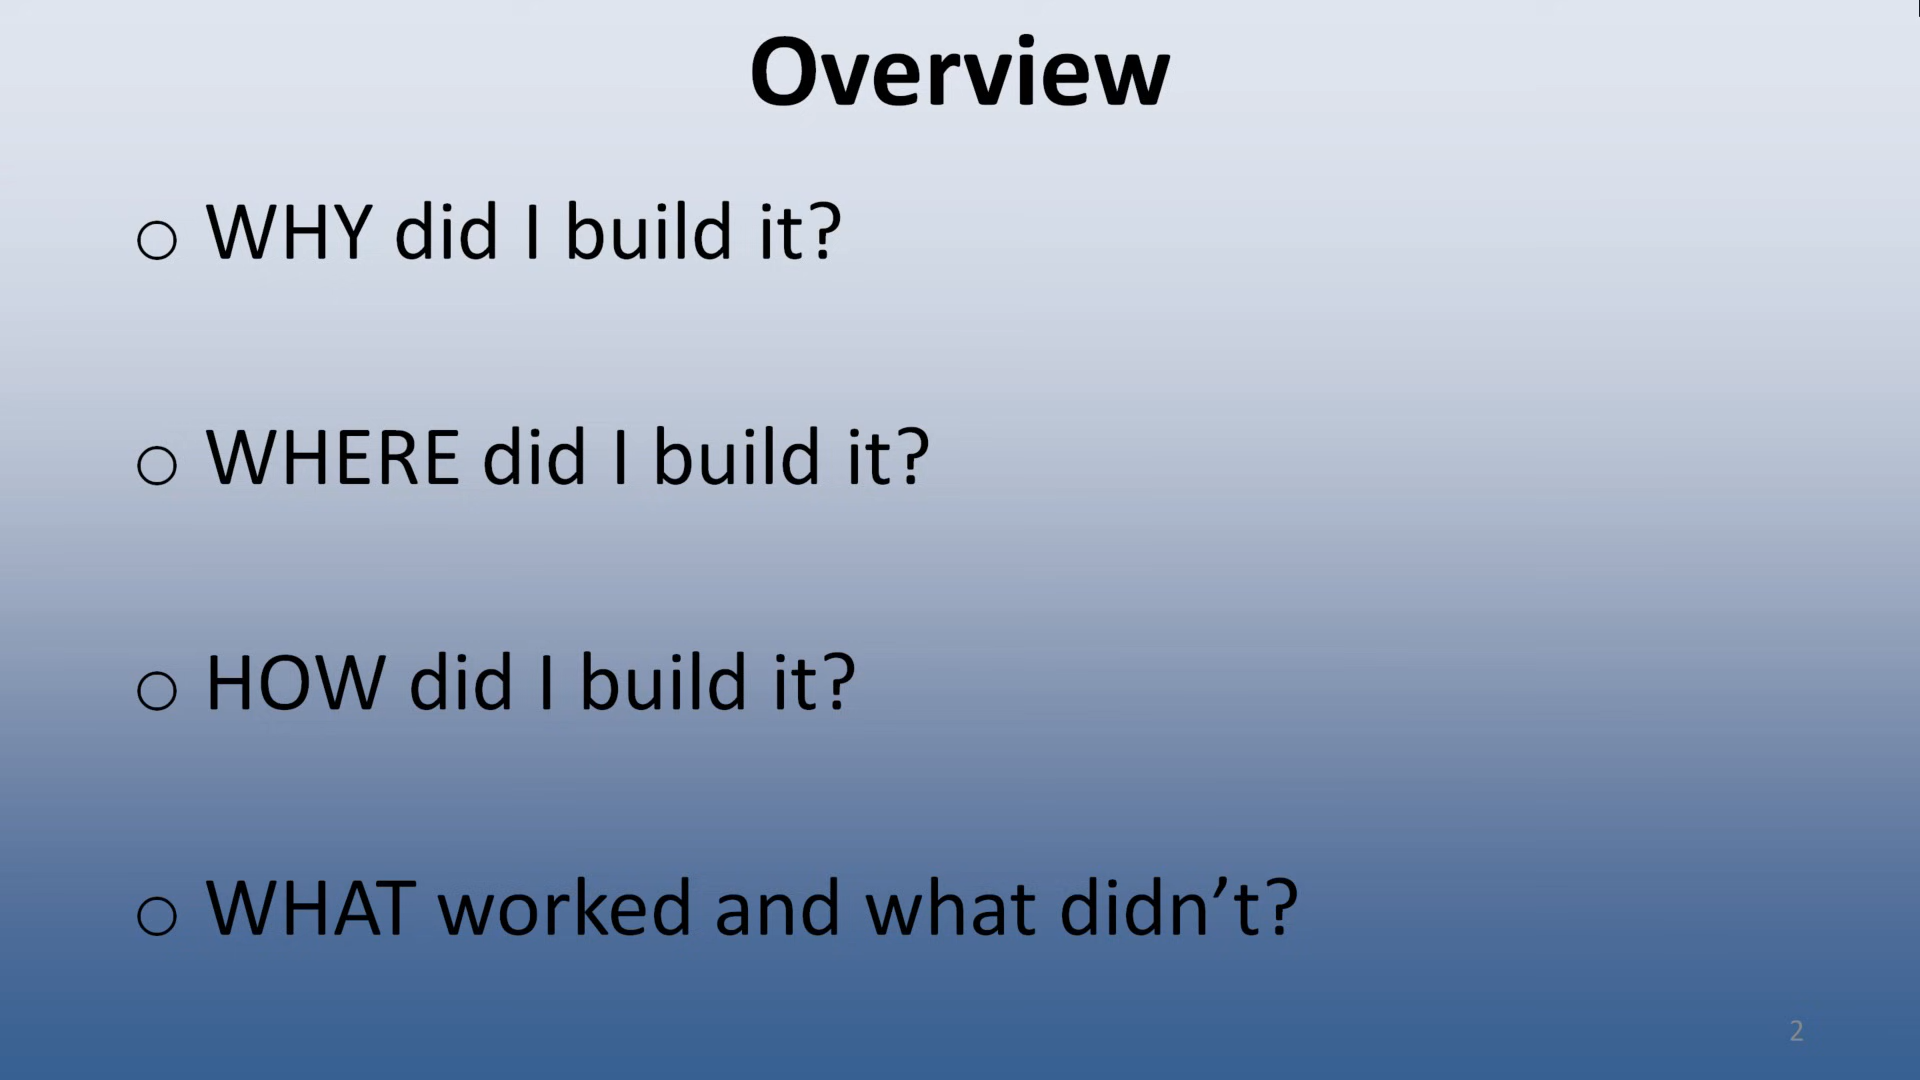 Overview
o WHY did I build it?
o WHERE did I build it?
o HOW did I build it?
o WHAT worked and what didn’t?
2